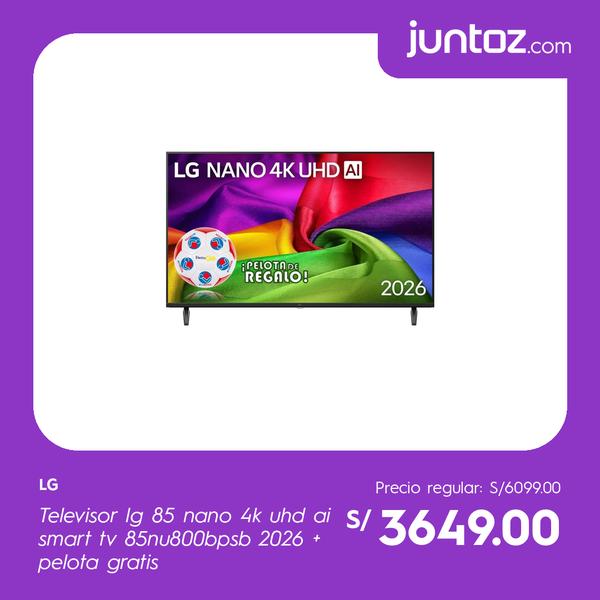 juntoz.com
LG NANO 4K UHD AI
¡PELOTA DE
REGALO!
2026
LG
Precio regular: S/6099.00
Televisor lg 85 nano 4k uhd ai
smart tv 85nu800bpsb 2026 +
pelota gratis
S/ 3649.00